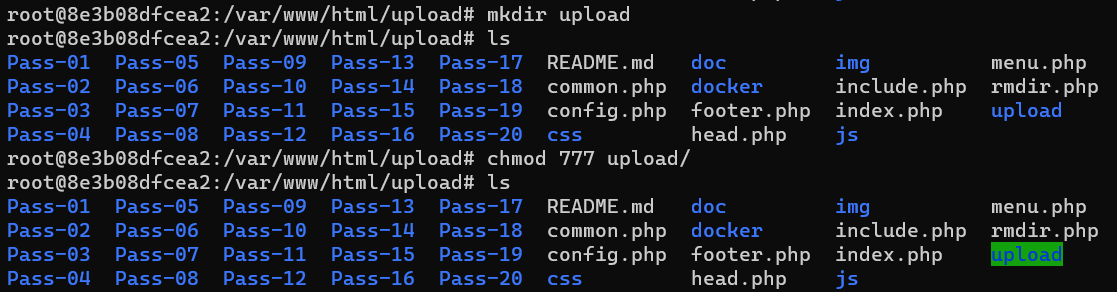 js
root@8e3b08dfcea2:/var/www/html/upload# mkdir upload
root@8e3b08dfcea2:/var/www/html/upload# ls
Pass-01 Pass-05 Pass-09 Pass-13 Pass-17 README.md doc img menu.php
Pass-02 Pass-06 Pass-10 Pass-14 Pass-18 common.php docker include.php rmdir.php
Pass-03 Pass-07 Pass-11 Pass-15 Pass-19 config.php footer.php index.php upload
Pass-04 Pass-08 Pass-12 Pass-16 Pass-20 css head.php js
root@8e3b08dfcea2:/var/www/html/upload# chmod 777 upload/
root@8e3b08dfcea2:/var/www/html/upload# ls
Pass-01 Pass-05 Pass-09 Pass-13 Pass-17 README.md doc img menu.php
Pass-02 Pass-06 Pass-10 Pass-14 Pass-18 common.php docker include.php rmdir.php
Pass-03 Pass-07 Pass-11 Pass-15 Pass-19 config.php footer.php index.php upload
Pass-04 Pass-08 Pass-12 Pass-16 Pass-20 css head.php js